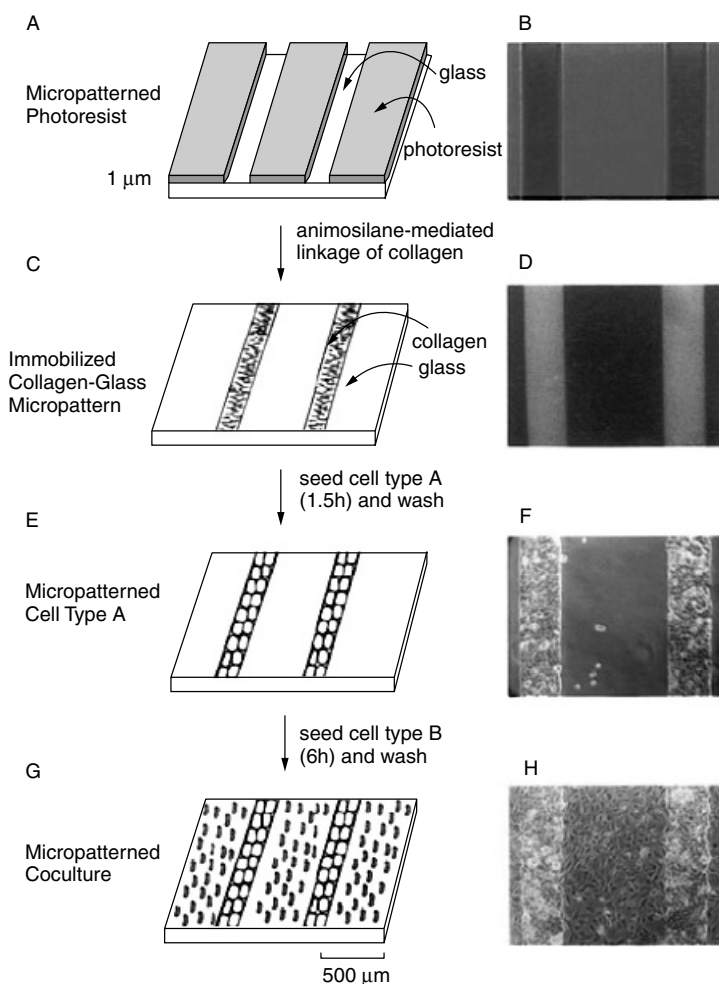 A
B
Micropatterned
Photoresist
glass
photoresist
1 μm
animosilane-mediated
linkage of collagen
C
D
Immobilized
Collagen-Glass
Micropattern
collagen
glass
seed cell type A
(1.5h) and wash
E
F
Micropatterned
Cell Type A
seed cell type B
(6h) and wash
G
H
Micropatterned
Coculture
500 μm